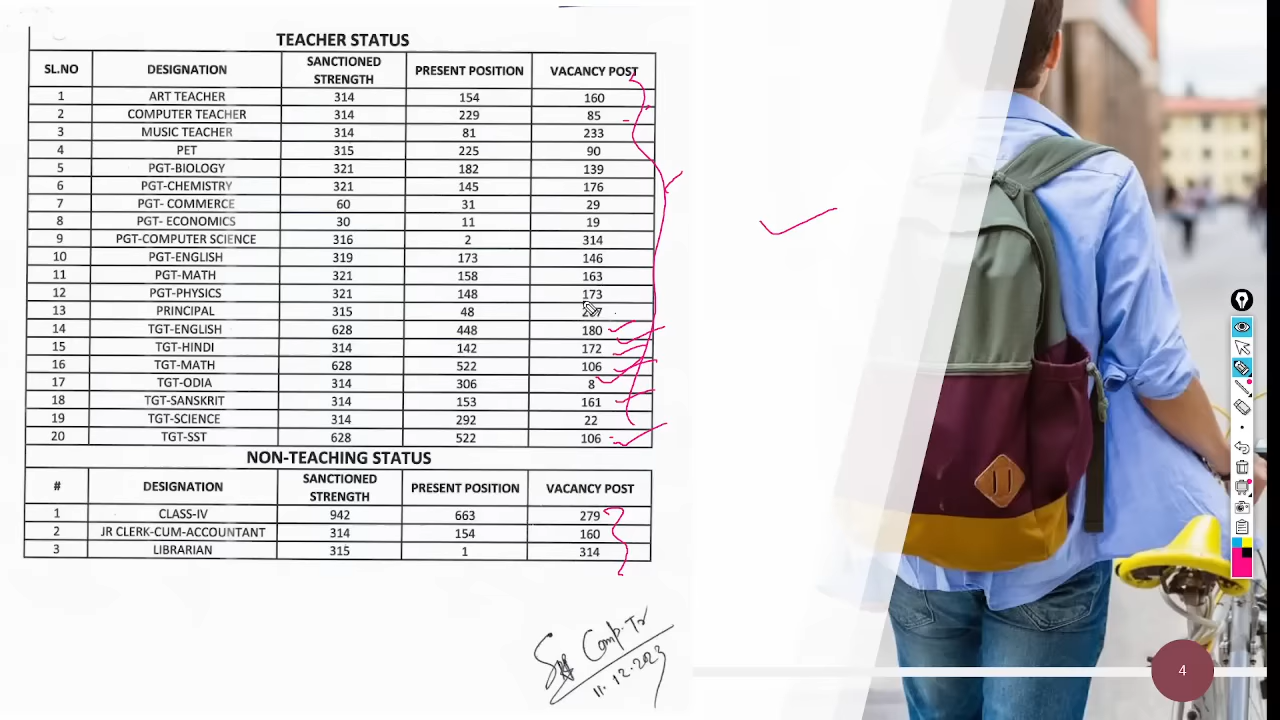 TEACHER STATUS
SL.NO DESIGNATION SANCTIONED STRENGTH PRESENT POSITION VACANCY POST
1 ART TEACHER 314 154 160
2 COMPUTER TEACHER 314 229 85
3 MUSIC TEACHER 314 81 233
4 PET 315 225 90
5 PGT-BIOLOGY 321 182 139
6 PGT-CHEMISTRY 321 145 176
7 PGT- COMMERCE 60 31 29
8 PGT- ECONOMICS 30 11 19
9 PGT-COMPUTER SCIENCE 316 2 314
10 PGT-ENGLISH 319 173 146
11 PGT-MATH 321 158 163
12 PGT-PHYSICS 321 148 173
13 PRINCIPAL 315 48
14 TGT-ENGLISH 628 448 180
15 TGT-HINDI 314 142 172
16 TGT-MATH 628 522 106
17 TGT-ODIA 314 306 8
18 TGT-SANSKRIT 314 153 161
19 TGT-SCIENCE 314 292 22
20 TGT-SST 628 522 106
NON-TEACHING STATUS
# DESIGNATION SANCTIONED STRENGTH PRESENT POSITION VACANCY POST
1 CLASS-IV 942 663 279
2 JR CLERK-CUM-ACCOUNTANT 314 154 160
3 LIBRARIAN 315 1 314
Comp.Tr
11.12.2023
4